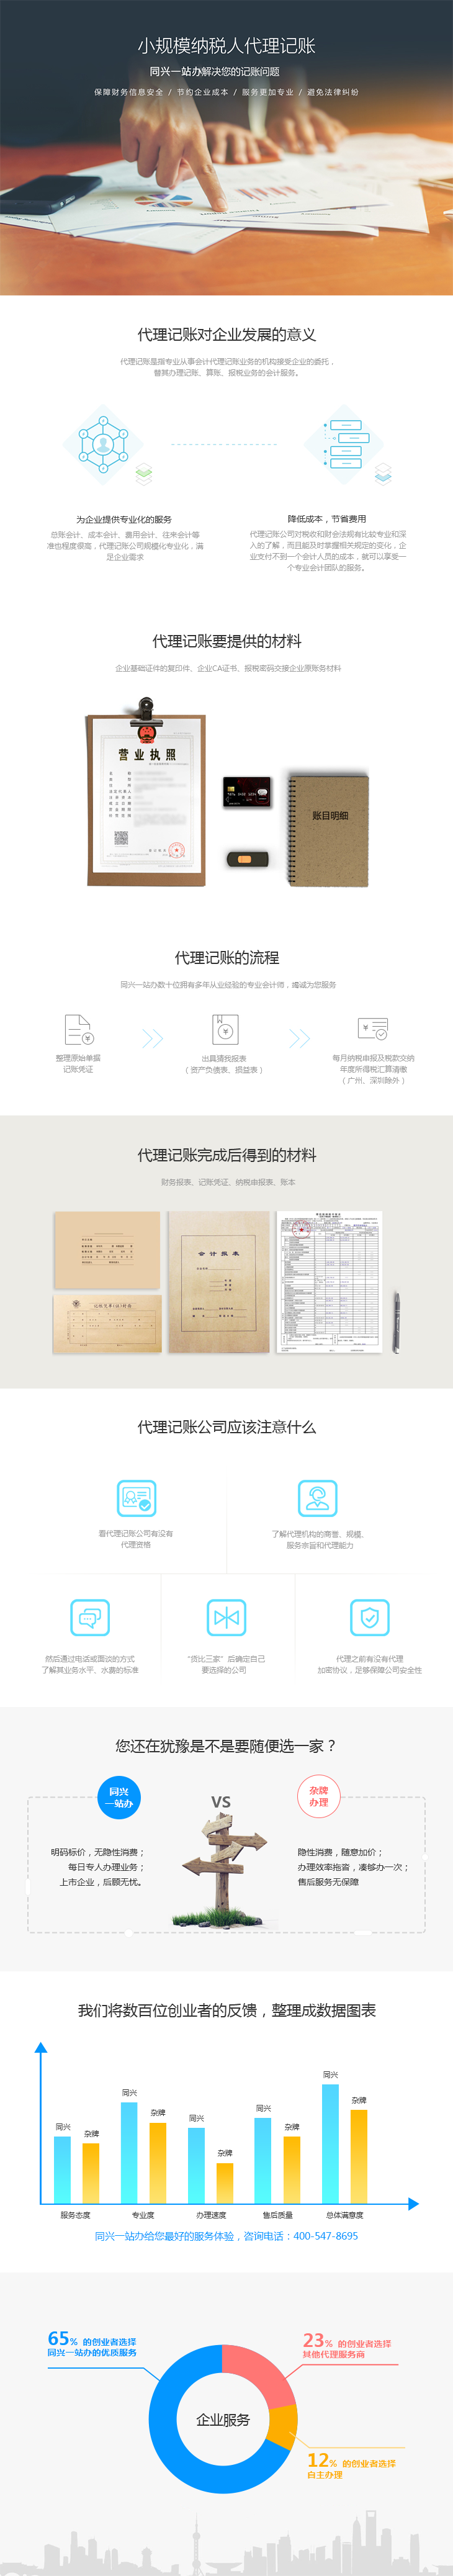 小规模纳税人代理记账
同兴一站办解决您的记账问题
保障财务信息安全 / 节约企业成本 / 服务更加专业 / 避免法律纠纷
代理记账对企业发展的意义
代理记账是指专业从事会计代理记账业务的机构接受企业的委托，
替其办理记账、算账、报税业务的会计服务。
为企业提供专业化的服务
总账会计、成本会计、费用会计、往来会计等
准也程度很高，代理记账公司规模化专业化，满
足企业需求
降低成本，节省费用
代理记账公司对税收和财会法规有比较专业和深
入的了解，而且能及时掌握相关规定的变化，企
业支付不到一个会计人员的成本，就可以享受一
个专业会计团队的服务。
代理记账要提供的材料
企业基础证件的复印件、企业CA证书、报税密码交接企业原账务材料
营业执照
账目明细
代理记账的流程
同兴一站办数十位拥有多年从业经验的专业会计师，竭诚为您服务
整理原始单据
记账凭证
出具猜税报表
（资产负债表、损益表）
每月纳税申报及税款交纳
年度所得税汇算清缴
（广州、深圳除外）
代理记账完成后得到的材料
财务报表、记账凭证、纳税申报表、账本
会计报表
代理记账公司应该注意什么
看代理记账公司有没有
代理资格
了解代理机构的商誉、规模、
服务宗旨和代理能力
然后通过电话或面谈的方式
了解其业务水平、水瀌的标准
“货比三家”后确定自己
要选择的公司
代理之前有没有代理
加密协议，足够保障公司安全性
您还在犹豫是不是要随便选一家？
同兴
一站办
VS
杂牌
办理
明码标价，无隐性消费；
每日专人办理业务；
上市企业，后顾无忧。
隐性消费，随意加价；
办理效率拖沓，凑够办一次；
售后服务无保障
我们将数百位创业者的反馈，整理成数据图表
同兴
杂牌
同兴
杂牌
同兴
杂牌
同兴
杂牌
同兴
杂牌
服务态度
专业度
办理速度
售后质量
总体满意度
同兴一站办给您最好的服务体验，咨询电话：400-547-8695
65% 的创业者选择
同兴一站办的优质服务
23% 的创业者选择
其他代理服务商
企业服务
12% 的创业者选择
自主办理